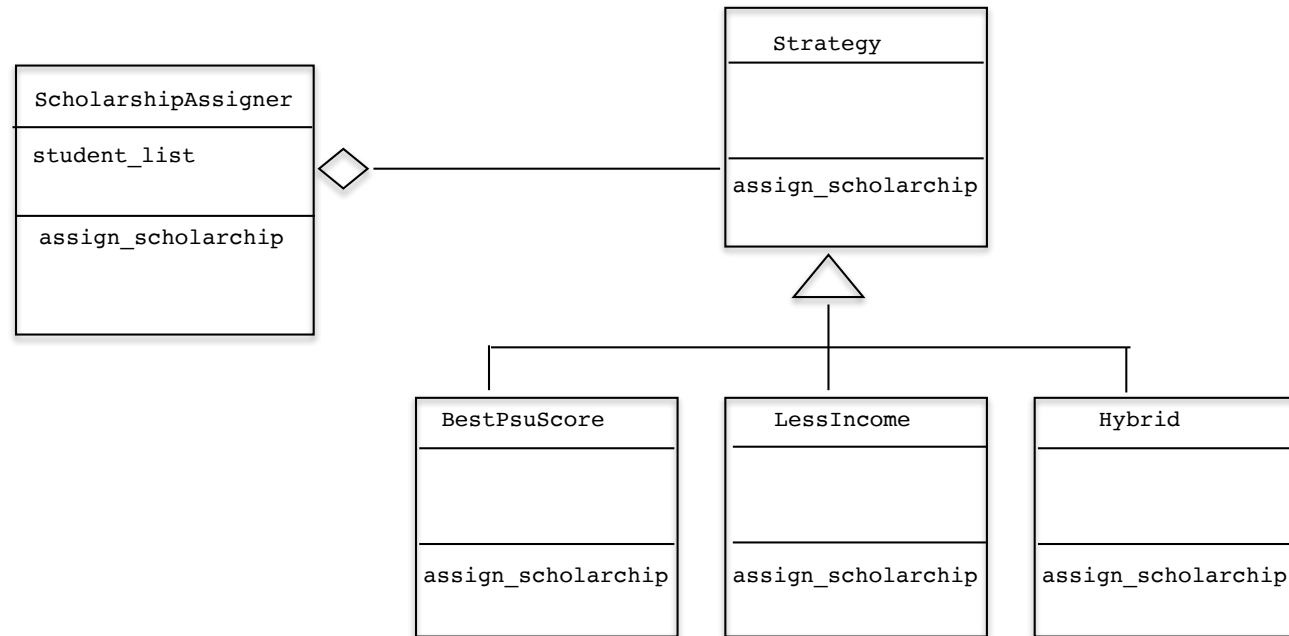 ScholarshipAssigner
student_list
assign_scholarchip
Strategy
assign_scholarchip
BestPsuScore
assign_scholarchip
LessIncome
assign_scholarchip
Hybrid
assign_scholarchip